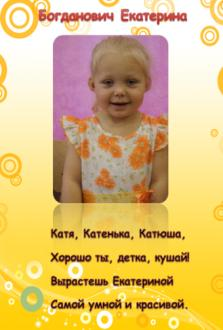 Богданович Екатерина
Катя, Катенька, Катюша,
Хорошо ты, детка, кушай!
Вырастешь Екатериной
Самой умной и красивой.